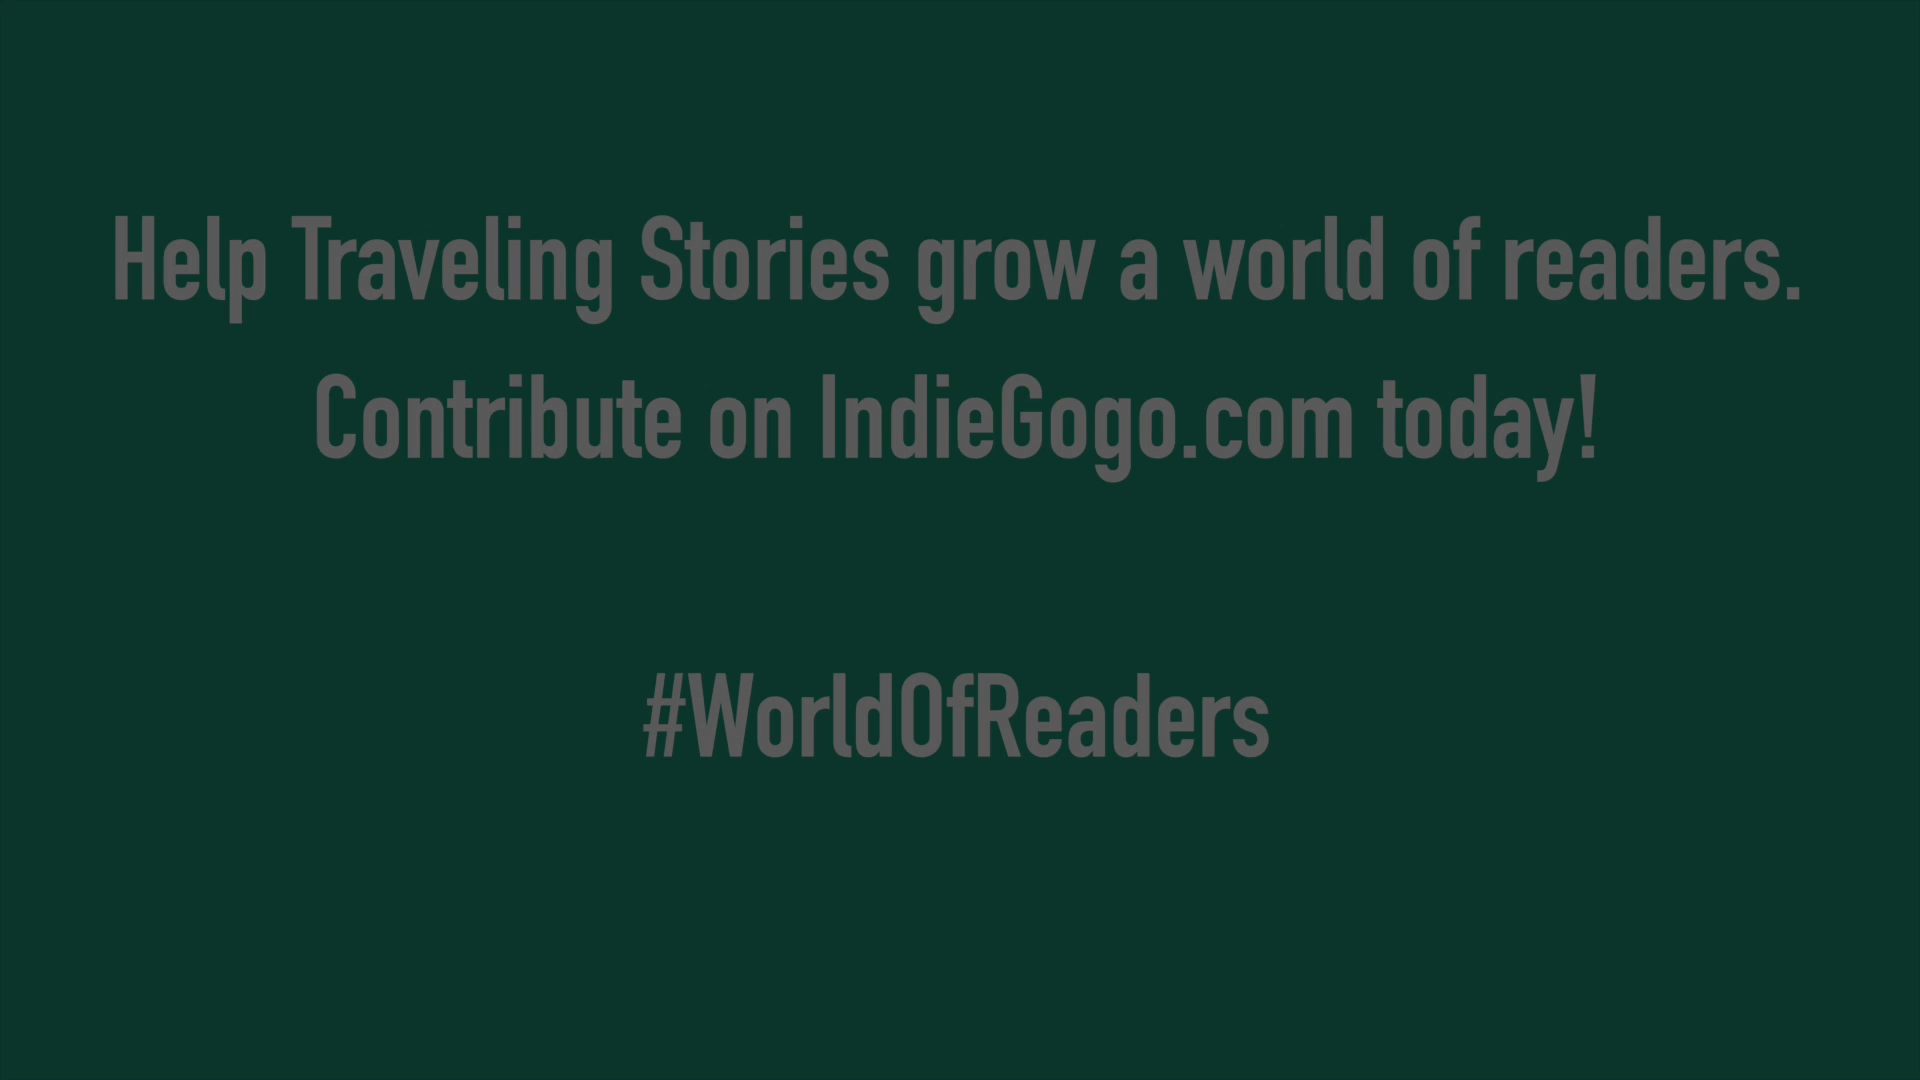 Help Traveling Stories grow a world of readers.
Contribute on IndieGogo.com today!
#WorldOfReaders